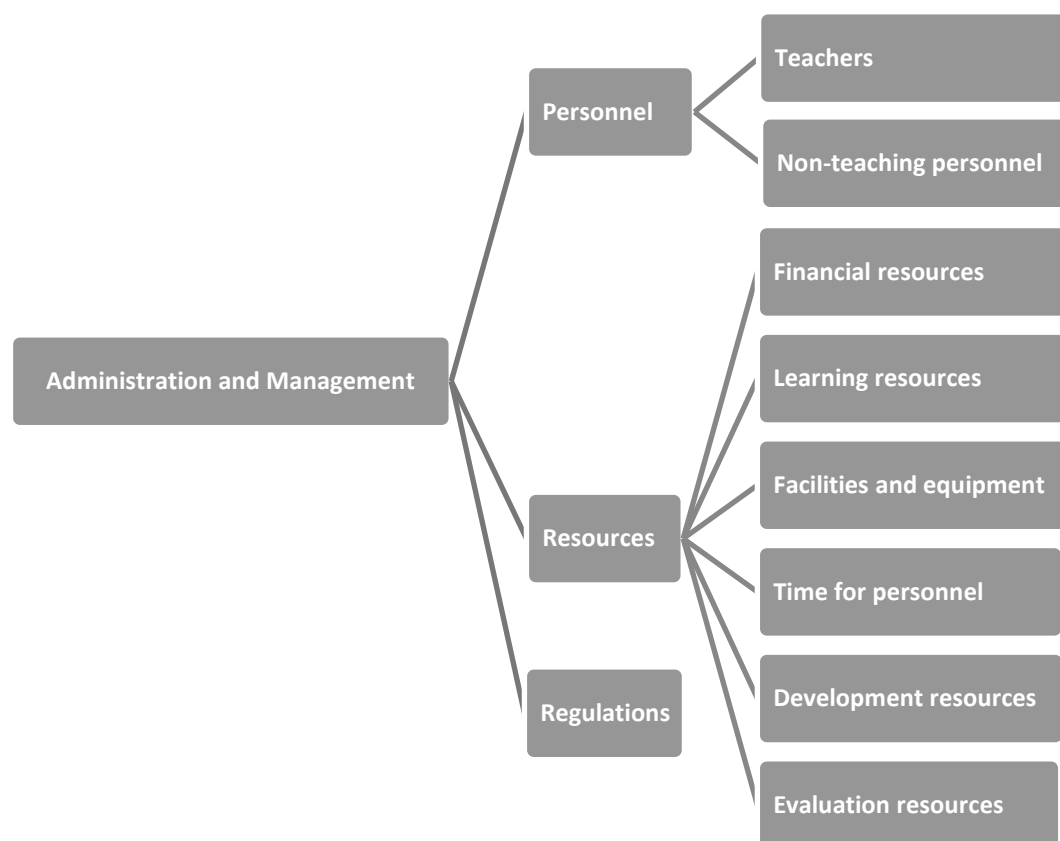 Administration and Management
Personnel
Teachers
Non-teaching personnel
Resources
Financial resources
Learning resources
Facilities and equipment
Time for personnel
Development resources
Evaluation resources
Regulations